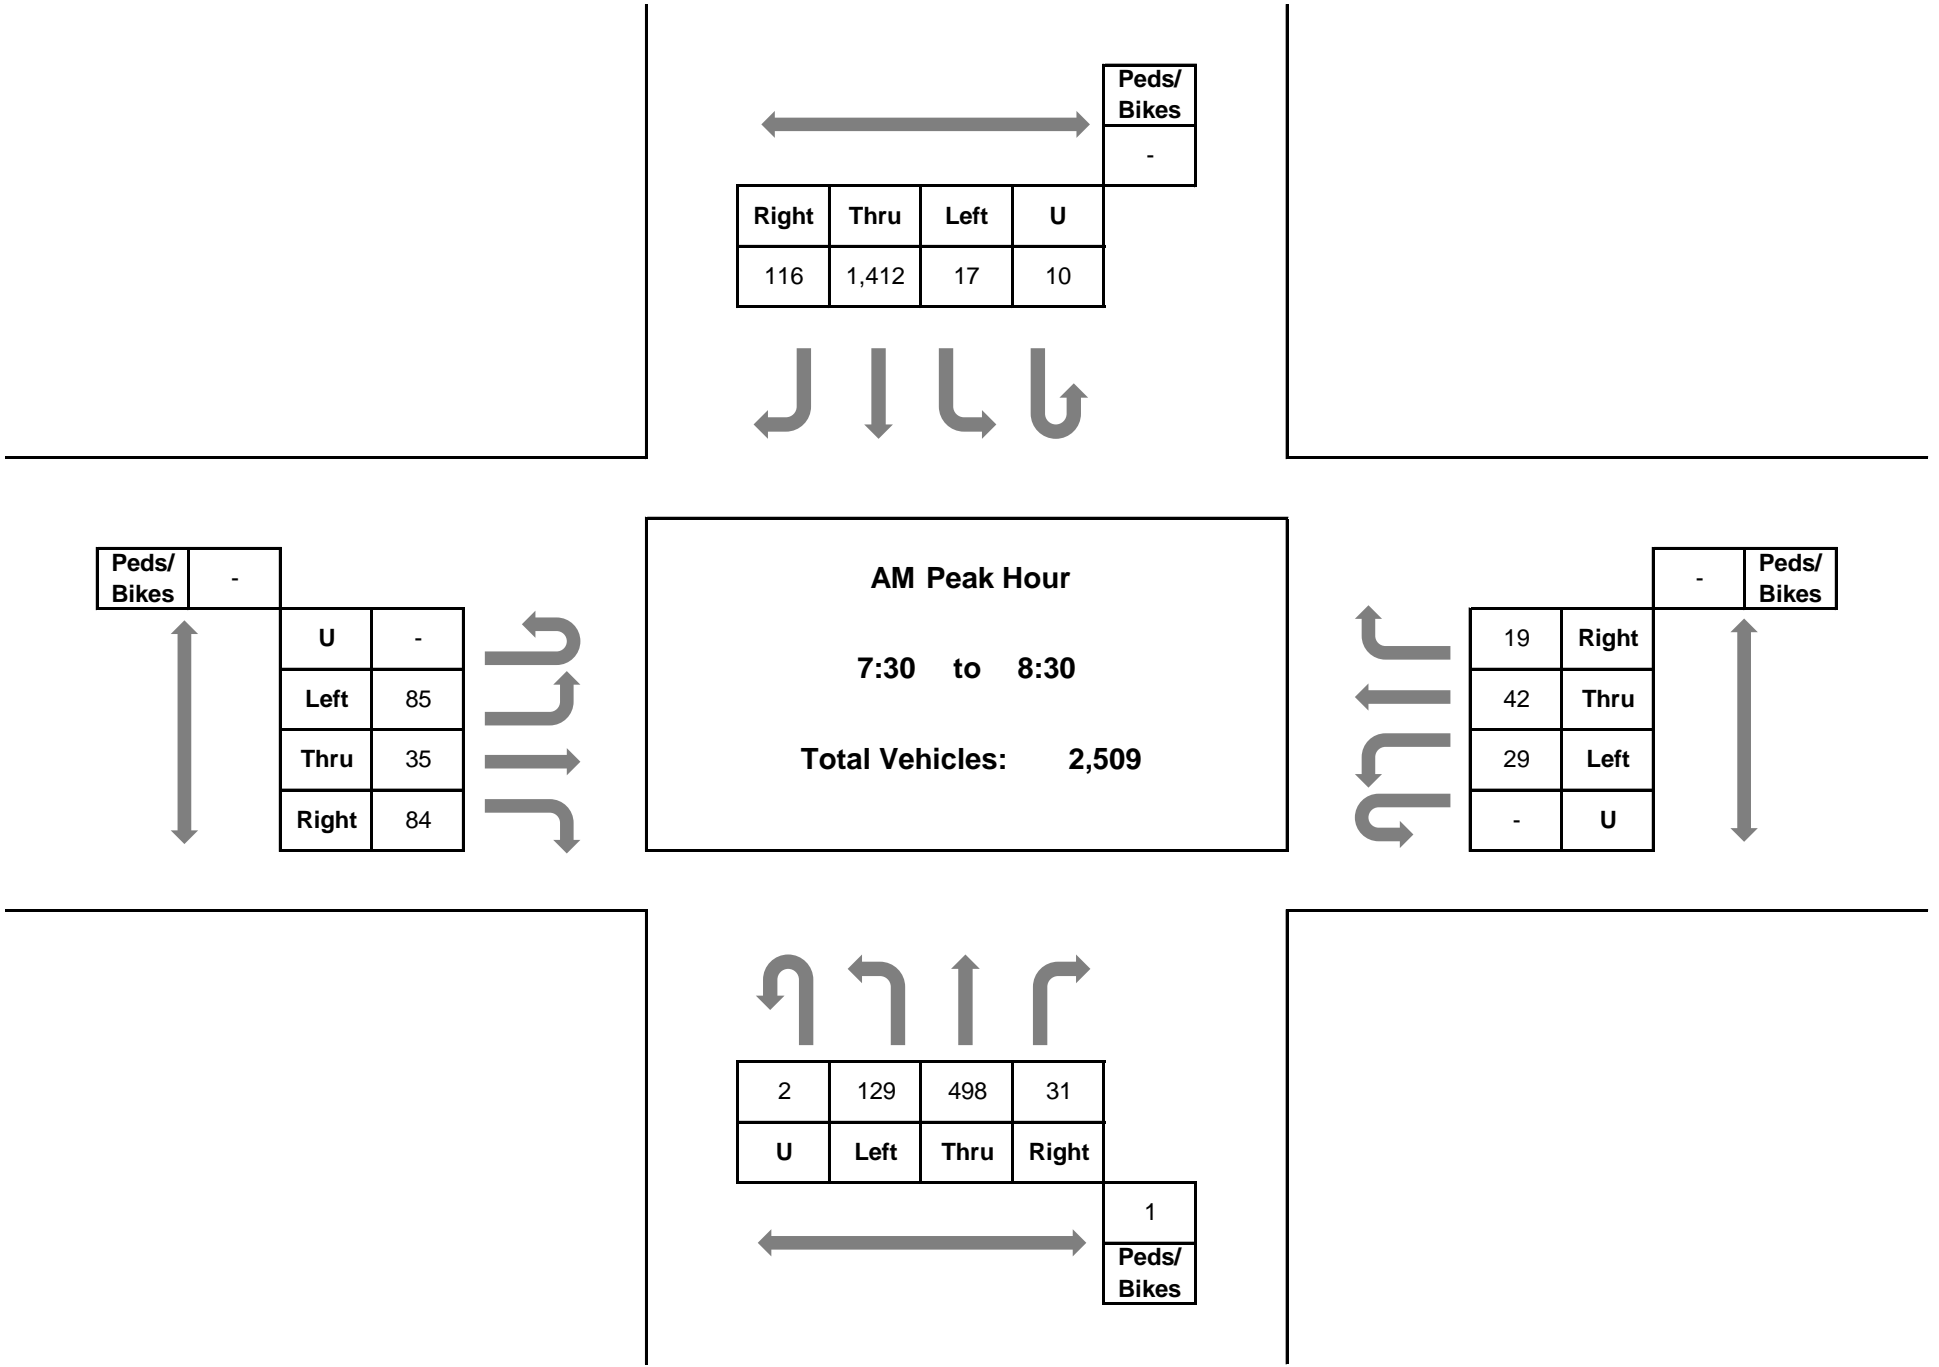 Peds/
Bikes
-
Right Thru Left U
116 1,412 17 10
Peds/
Bikes
-
U -
Left 85
Thru 35
Right 84
AM Peak Hour
7:30 to 8:30
Total Vehicles: 2,509
- Peds/
Bikes
19 Right
42 Thru
29 Left
- U
2 129 498 31
U Left Thru Right
1
Peds/
Bikes